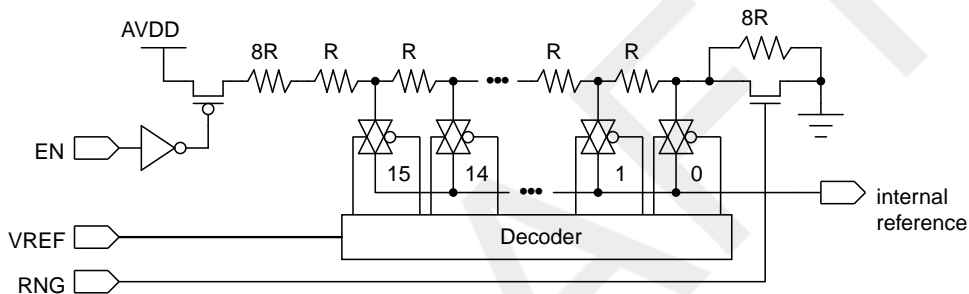 8R
AVDD
8R R R R R
EN
15 14 1 0
internal
reference
VREF
Decoder
RNG